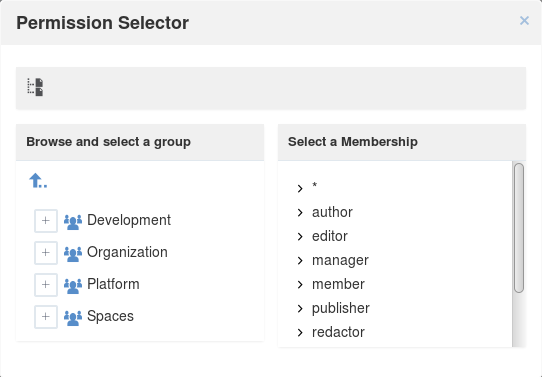 Permission Selector
×
Browse and select a group
Select a Membership
..
+ Development
+ Organization
+ Platform
+ Spaces
*
author
editor
manager
member
publisher
redactor